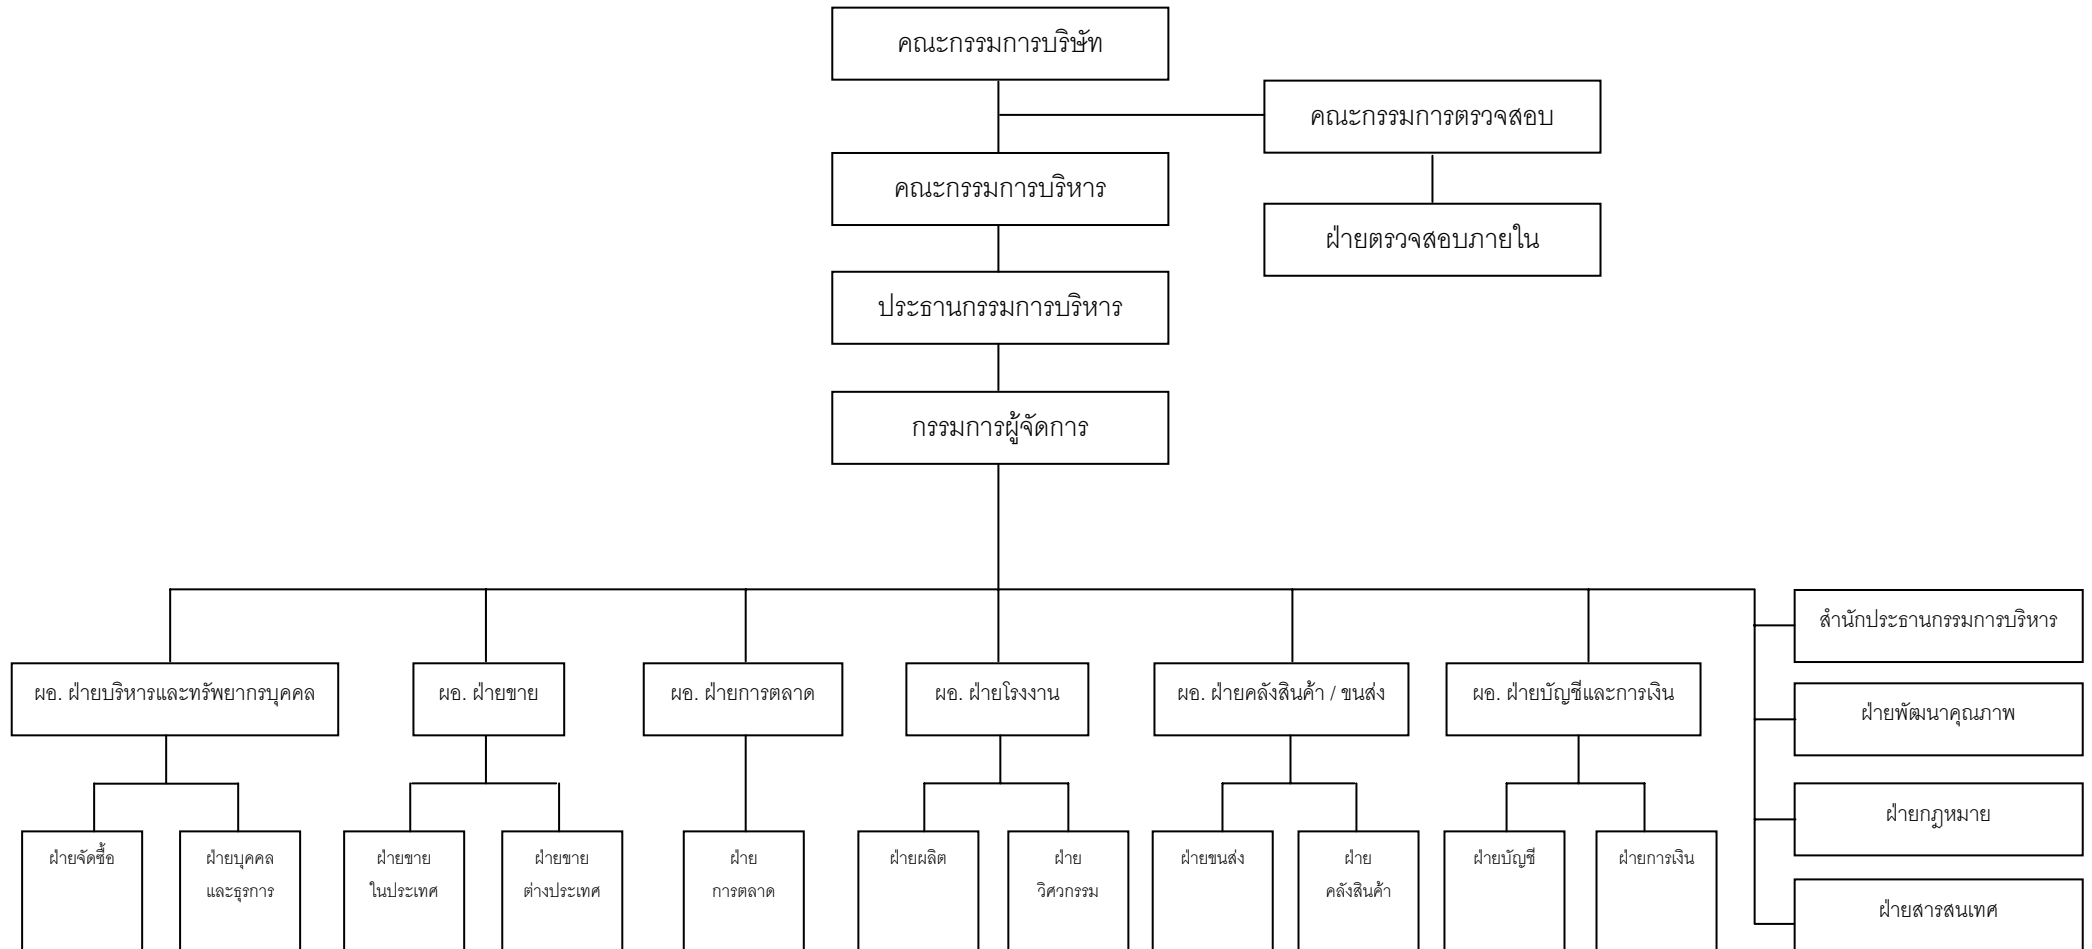 คณะกรรมการบริษัท
คณะกรรมการตรวจสอบ
คณะกรรมการบริหาร
ฝ่ายตรวจสอบภายใน
ประธานกรรมการบริหาร
กรรมการผู้จัดการ
สำนักประธานกรรมการบริหาร
ผอ. ฝ่ายบริหารและทรัพยากรบุคคล
ผอ. ฝ่ายขาย
ผอ. ฝ่ายการตลาด
ผอ. ฝ่ายโรงงาน
ผอ. ฝ่ายคลังสินค้า / ขนส่ง
ผอ. ฝ่ายบัญชีและการเงิน
ฝ่ายพัฒนาคุณภาพ
ฝ่ายกฎหมาย
ฝ่ายจัดซื้อ
ฝ่ายบุคคล
และธุรการ
ฝ่ายขาย
ในประเทศ
ฝ่ายขาย
ต่างประเทศ
ฝ่าย
การตลาด
ฝ่ายผลิต
ฝ่าย
วิศวกรรม
ฝ่ายขนส่ง
ฝ่าย
คลังสินค้า
ฝ่ายบัญชี
ฝ่ายการเงิน
ฝ่ายสารสนเทศ